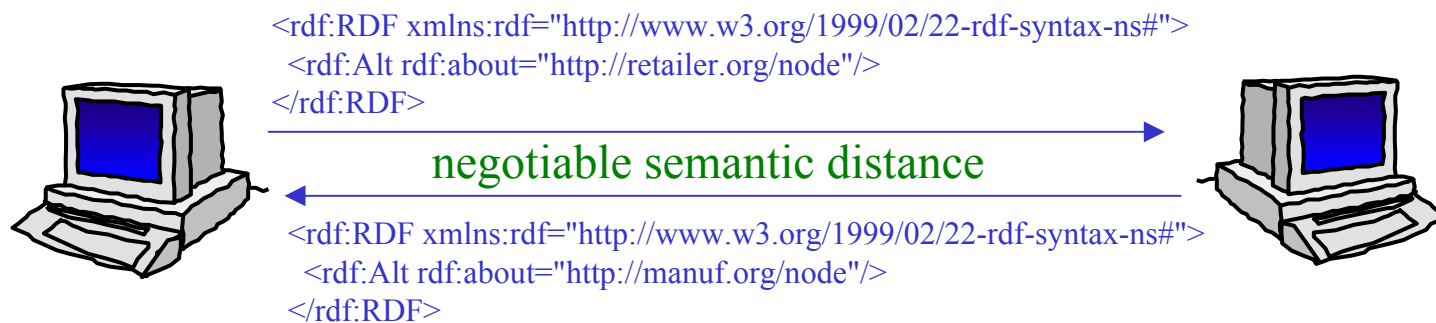 <rdf:RDF xmlns:rdf="http://www.w3.org/1999/02/22-rdf-syntax-ns#">
<rdf:Alt rdf:about="http://retailer.org/node"/>
</rdf:RDF>
negotiable semantic distance
<rdf:RDF xmlns:rdf="http://www.w3.org/1999/02/22-rdf-syntax-ns#">
<rdf:Alt rdf:about="http://manuf.org/node"/>
</rdf:RDF>